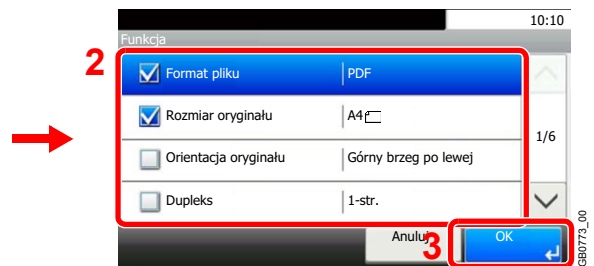 10:10
Funkcja
2
Format pliku PDF
Rozmiar oryginału A4
1/6
Orientacja oryginału Górny brzeg po lewej
Dupleks 1-str.
Anuluj 3 OK
GB0773_00